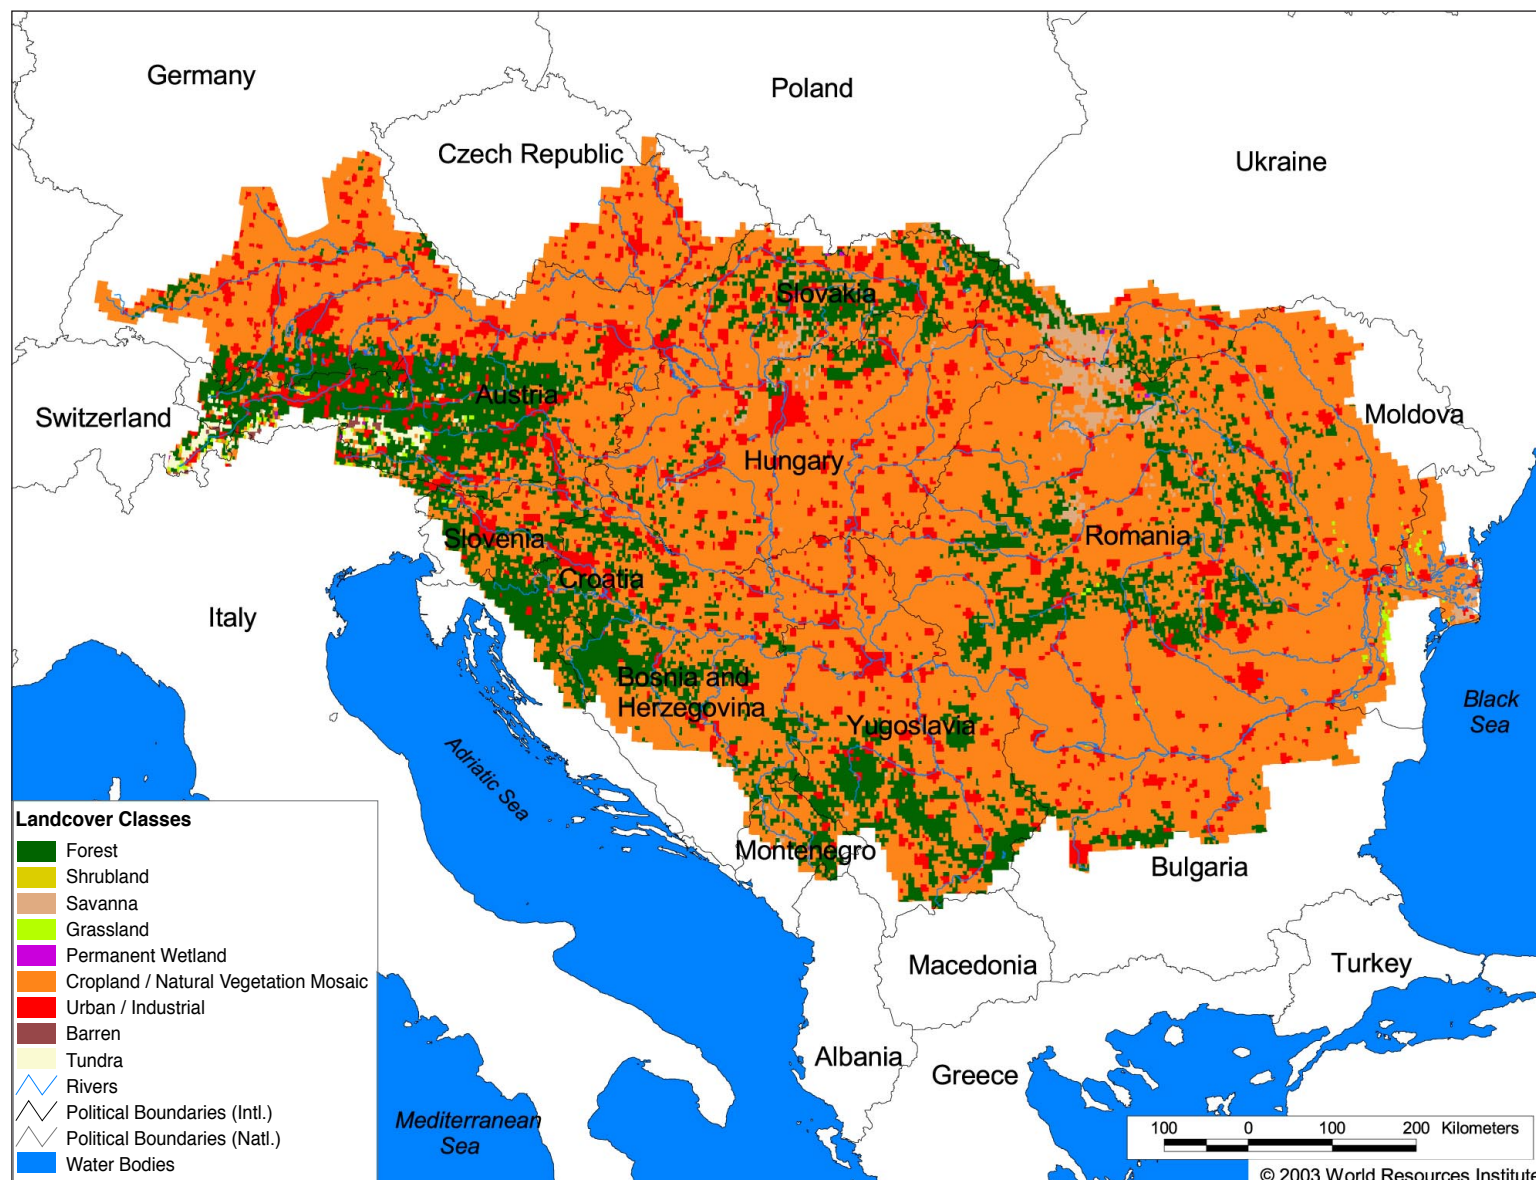 Germany
Poland
Czech Republic
Ukraine
Slovakia
Austria
Switzerland
Moldova
Hungary
Slovenia
Romania
Croatia
Italy
Bosnia and
Herzegovina
Yugoslavia
Black
Sea
Adriatic Sea
Montenegro
Bulgaria
Macedonia
Turkey
Albania
Greece
Mediterranean
Sea
Landcover Classes
Forest
Shrubland
Savanna
Grassland
Permanent Wetland
Cropland / Natural Vegetation Mosaic
Urban / Industrial
Barren
Tundra
Rivers
Political Boundaries (Intl.)
Political Boundaries (Natl.)
Water Bodies
100 0 100 200 Kilometers
© 2003 World Resources Institute